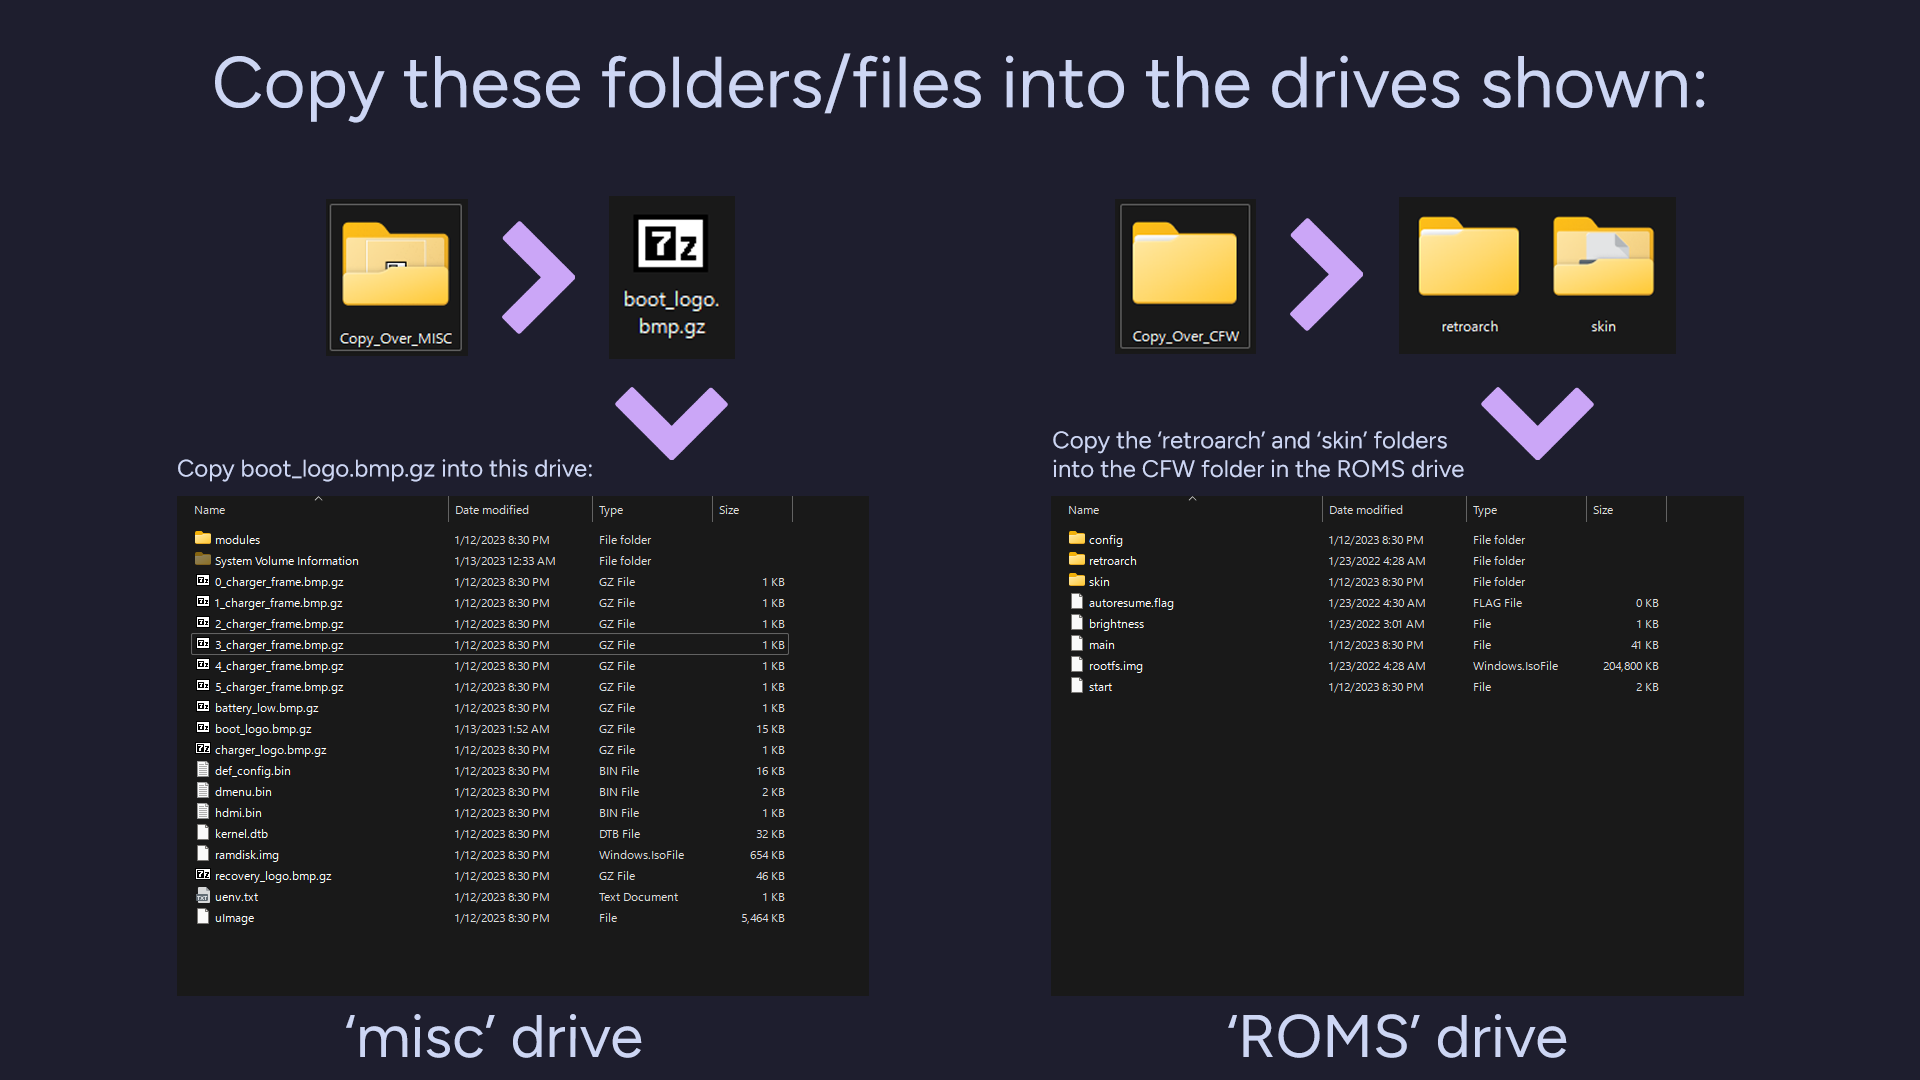 Copy these folders/files into the drives shown:
Copy_Over_MISC
7z
boot_logo.
bmp.gz
Copy_Over_CFW
retroarch
skin
Copy boot_logo.bmp.gz into this drive:
Name Date modified Type Size
modules 1/12/2023 8:30 PM File folder
System Volume Information 1/13/2023 12:33 AM File folder
0_charger_frame.bmp.gz 1/12/2023 8:30 PM GZ File 1 KB
1_charger_frame.bmp.gz 1/12/2023 8:30 PM GZ File 1 KB
2_charger_frame.bmp.gz 1/12/2023 8:30 PM GZ File 1 KB
3_charger_frame.bmp.gz 1/12/2023 8:30 PM GZ File 1 KB
4_charger_frame.bmp.gz 1/12/2023 8:30 PM GZ File 1 KB
5_charger_frame.bmp.gz 1/12/2023 8:30 PM GZ File 1 KB
battery_low.bmp.gz 1/12/2023 8:30 PM GZ File 1 KB
boot_logo.bmp.gz 1/13/2023 1:52 AM GZ File 15 KB
charger_logo.bmp.gz 1/12/2023 8:30 PM GZ File 1 KB
def_config.bin 1/12/2023 8:30 PM BIN File 16 KB
dmenu.bin 1/12/2023 8:30 PM BIN File 2 KB
hdmi.bin 1/12/2023 8:30 PM BIN File 1 KB
kernel.dtb 1/12/2023 8:30 PM DTB File 32 KB
ramdisk.img 1/12/2023 8:30 PM Windows.IsoFile 654 KB
recovery_logo.bmp.gz 1/12/2023 8:30 PM GZ File 46 KB
uenv.txt 1/12/2023 8:30 PM Text Document 1 KB
uImage 1/12/2023 8:30 PM File 5,464 KB
‘misc’ drive
Copy the ‘retroarch’ and ‘skin’ folders
into the CFW folder in the ROMS drive
Name Date modified Type Size
config 1/12/2023 8:30 PM File folder
retroarch 1/23/2022 4:28 AM File folder
skin 1/12/2023 8:30 PM File folder
autoresume.flag 1/23/2022 4:30 AM FLAG File 0 KB
brightness 1/23/2022 3:01 AM File 1 KB
main 1/12/2023 8:30 PM File 41 KB
rootfs.img 1/23/2022 4:28 AM Windows.IsoFile 204,800 KB
start 1/12/2023 8:30 PM File 2 KB
‘ROMS’ drive